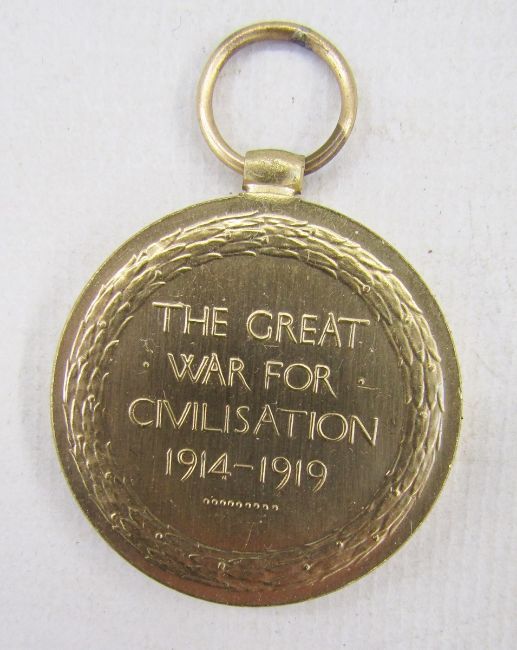 THE GREAT
WAR FOR
CIVILISATION
1914-1919